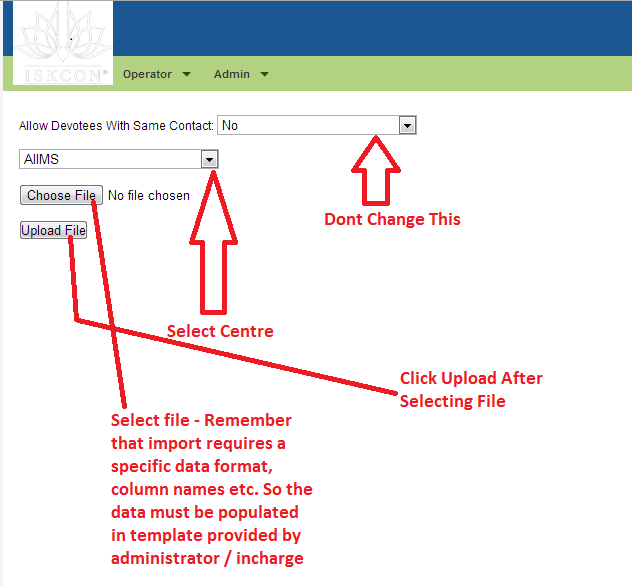 ISKCON®
Operator Admin
Allow Devotees With Same Contact: No
AIIMS
Choose File No file chosen
Dont Change This
Upload File
Select Centre
Click Upload After
Selecting File
Select file - Remember
that import requires a
specific data format,
column names etc. So the
data must be populated
in template provided by
administrator / incharge